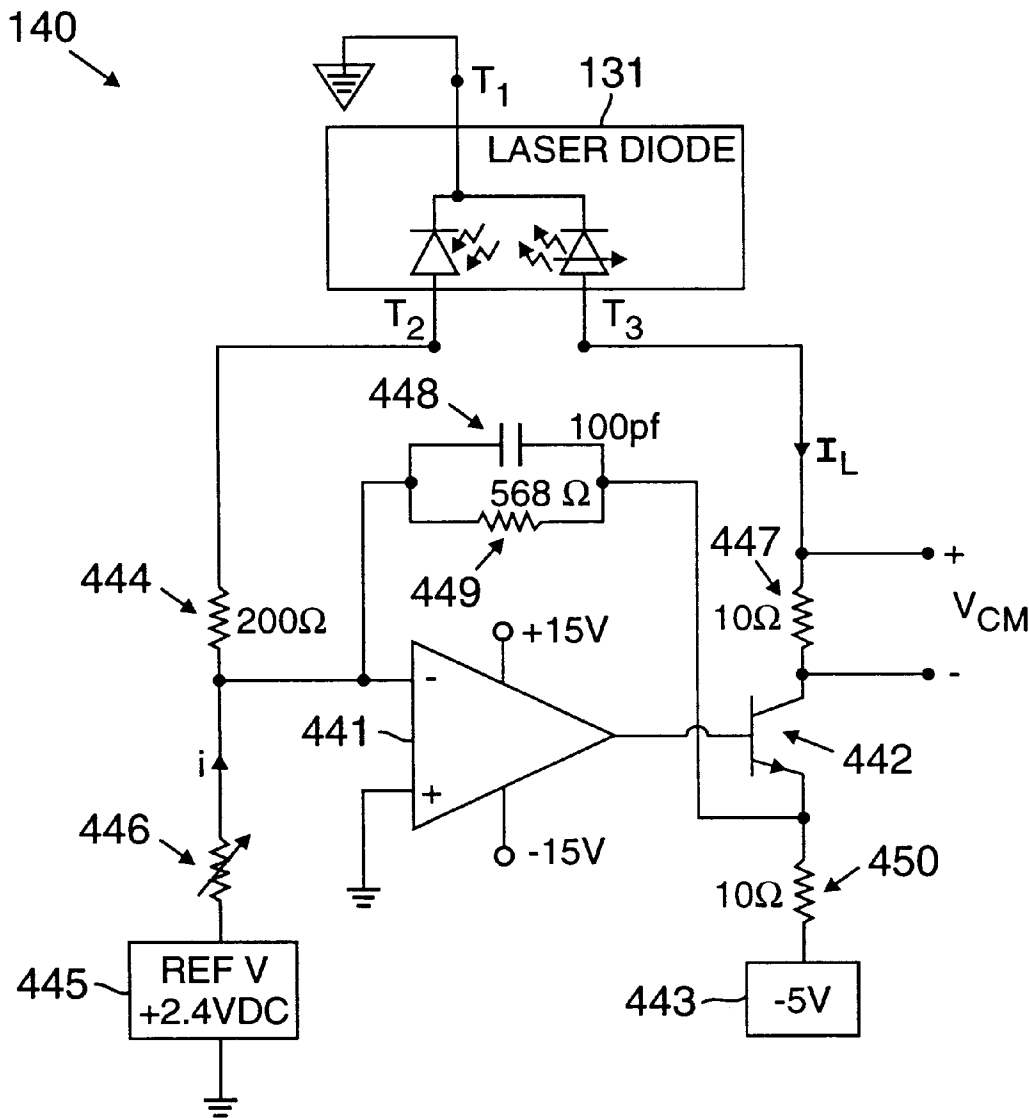 140
T1
131
LASER DIODE
T2
T3
448
100pf
IL
568 Ω
449
447
+
10Ω
VCM
-
444
200Ω
+15V
-
441
442
i
+
446
-15V
450
10Ω
445
REF V
+2.4VDC
443
-5V